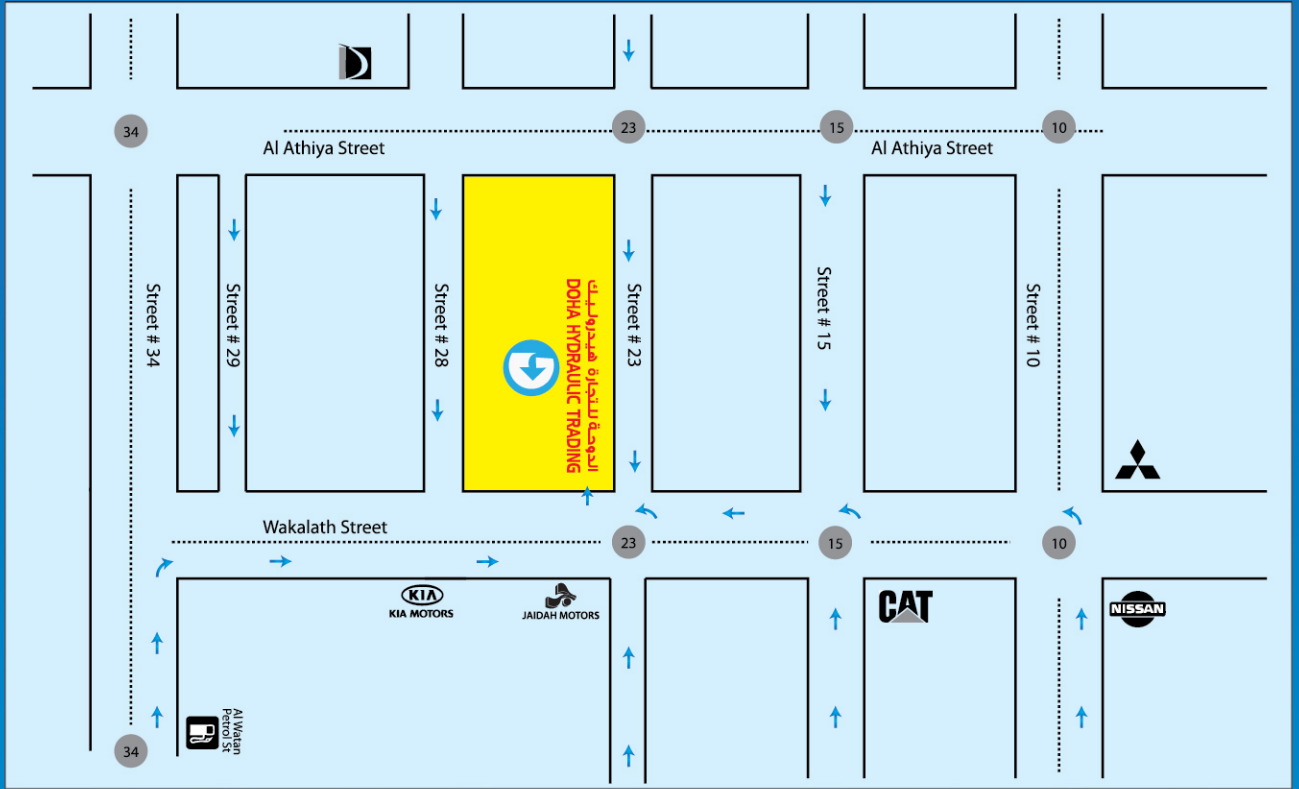 34
23
15
10
Al Athiya Street
Al Athiya Street
Street # 34
Street # 29
Street # 28
الدوحة للتجارة هيدروليك
DOHA HYDRAULIC TRADING
Street # 23
Street # 15
Street # 10
Wakalath Street
23
15
10
KIA
KIA MOTORS
JAIDAH MOTORS
CAT
NISSAN
Al Watan
Petrol St
34